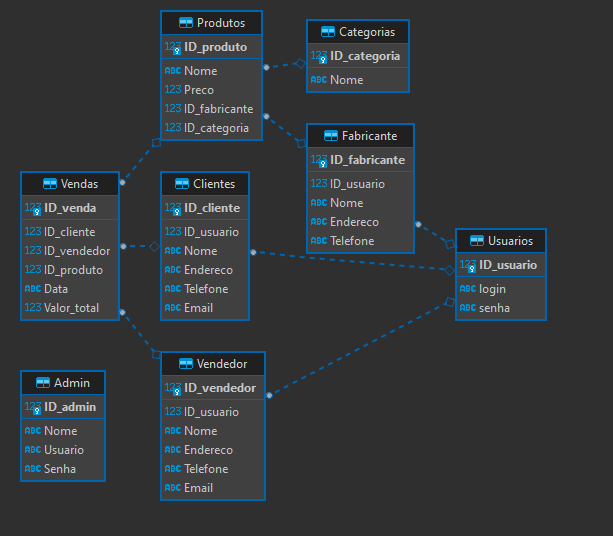 Produtos
123 ID_produto
ABC Nome
123 Preco
123 ID_fabricante
123 ID_categoria
Categorias
123 ID_categoria
ABC Nome
Fabricante
123 ID_fabricante
123 ID_usuario
ABC Nome
ABC Endereco
ABC Telefone
Vendas
123 ID_venda
123 ID_cliente
123 ID_vendedor
123 ID_produto
ABC Data
123 Valor_total
Clientes
123 ID_cliente
123 ID_usuario
ABC Nome
ABC Endereco
ABC Telefone
ABC Email
Usuarios
123 ID_usuario
ABC login
ABC senha
Vendedor
123 ID_vendedor
123 ID_usuario
ABC Nome
ABC Endereco
ABC Telefone
ABC Email
Admin
123 ID_admin
ABC Nome
ABC Usuario
ABC Senha